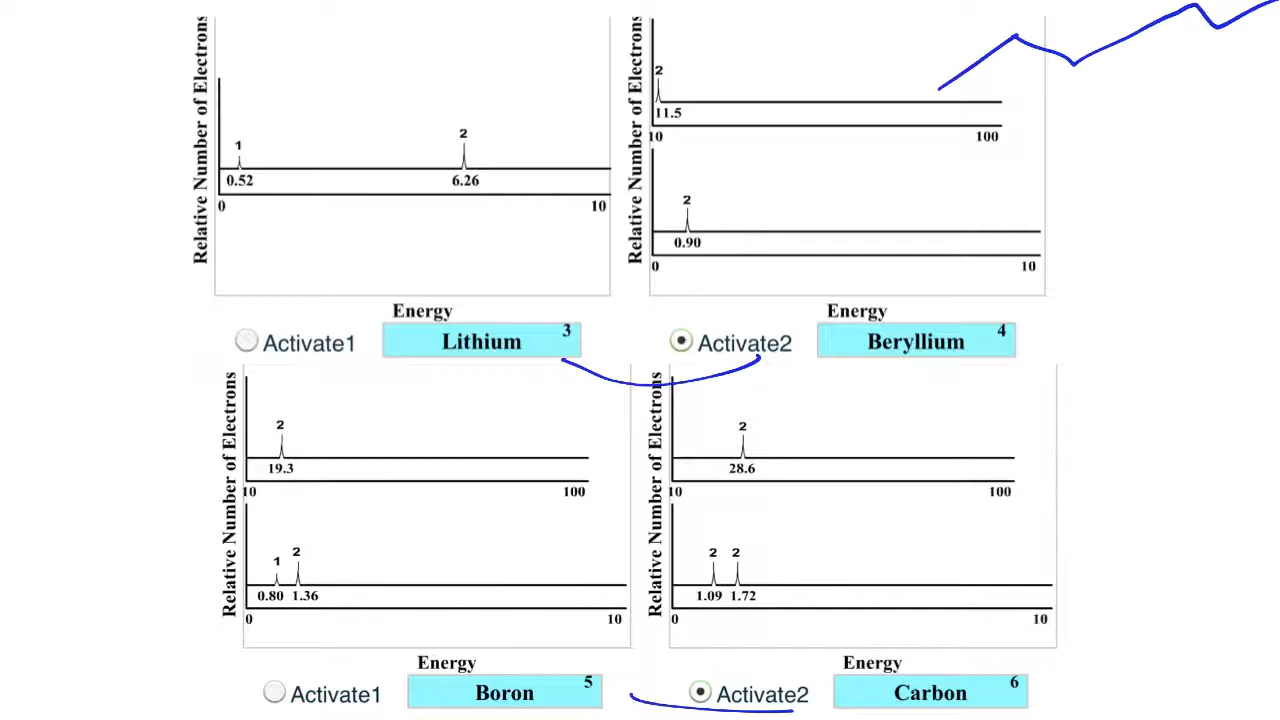 Relative Number of Electrons
1
2
0.52
6.26
0
10
Energy
Activate1
Lithium
3
Relative Number of Electrons
2
11.5
10
100
2
0.90
0
10
Energy
Activate2
Beryllium
4
Relative Number of Electrons
2
19.3
10
100
1
2
0.80
1.36
0
10
Energy
Activate1
Boron
5
Relative Number of Electrons
2
28.6
10
100
2
2
1.09
1.72
0
10
Energy
Activate2
Carbon
6